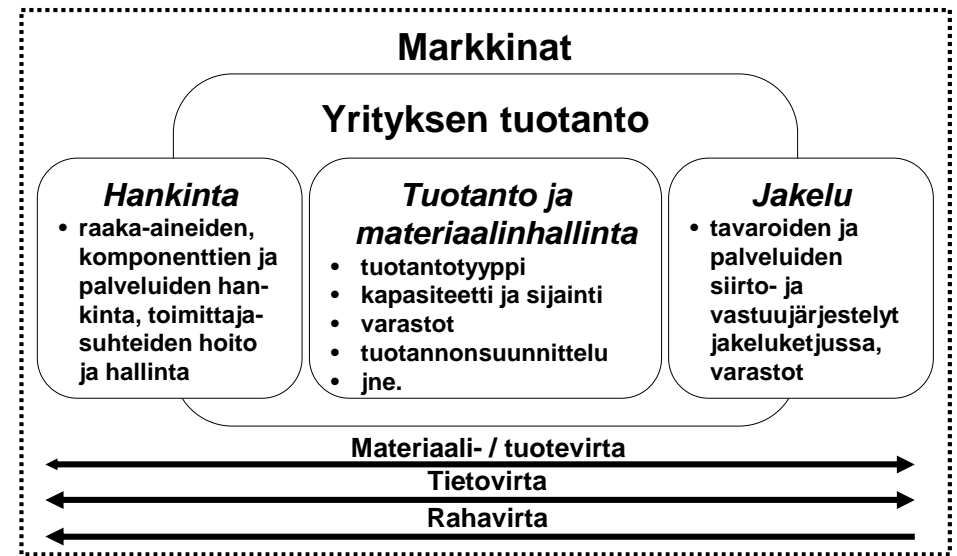 Markkinat
Yrityksen tuotanto
Hankinta
• raaka-aineiden,
komponenttien ja
palveluiden han-
kinta, toimittaja-
suhteiden hoito
ja hallinta
Tuotanto ja
materiaalinhallinta
• tuotantotyyppi
• kapasiteetti ja sijainti
• varastot
• tuotannonsuunnittelu
• jne.
Jakelu
• tavaroiden ja
palveluiden
siirto- ja
vastuujärjestelyt
jakeluketjussa,
varastot
Materiaali- / tuotevirta
Tietovirta
Rahavirta